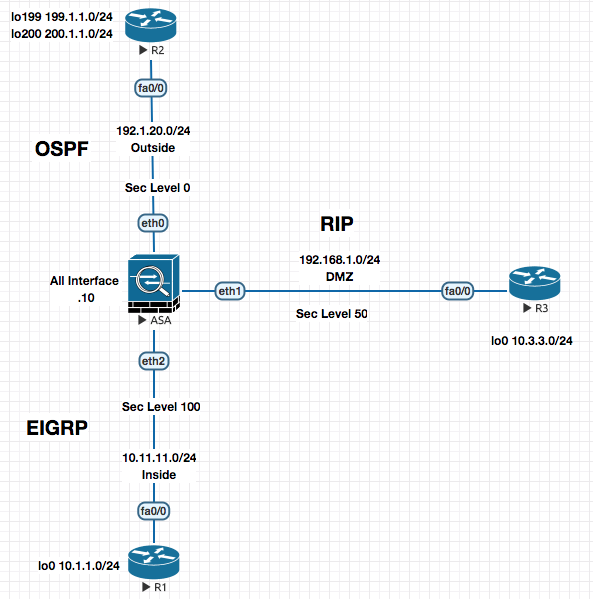 lo199 199.1.1.0/24
lo200 200.1.1.0/24
R2
fa0/0
192.1.20.0/24
Outside
OSPF
Sec Level 0
eth0
RIP
192.168.1.0/24
DMZ
All Interface
.10
eth1
fa0/0
Sec Level 50
R3
ASA
lo0 10.3.3.0/24
eth2
Sec Level 100
EIGRP
10.11.11.0/24
Inside
fa0/0
lo0 10.1.1.0/24
R1